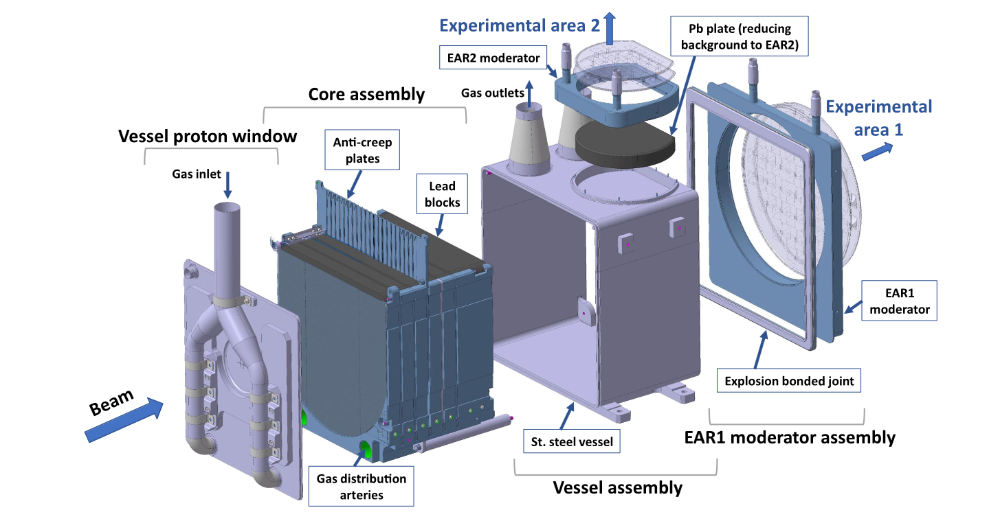 Experimental area 2
Pb plate (reducing
background to EAR2)
EAR2 moderator
Core assembly
Gas outlets
Experimental
area 1
Vessel proton window
Anti-creep
plates
Gas inlet
Lead
blocks
EAR1
moderator
Explosion bonded joint
Beam
St. steel vessel
EAR1 moderator assembly
Gas distribution
arteries
Vessel assembly